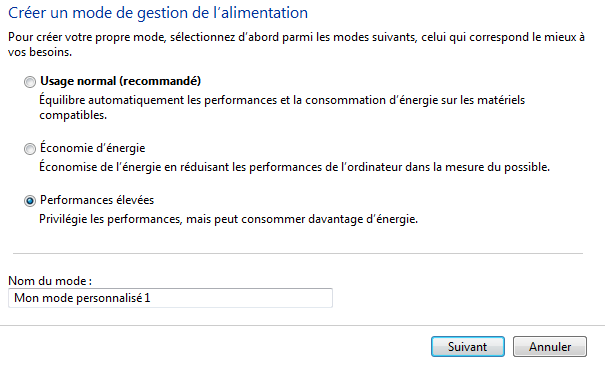 Créer un mode de gestion de l'alimentation
Pour créer votre propre mode, sélectionnez d'abord parmi les modes suivants, celui qui correspond le mieux à
vos besoins.
Usage normal (recommandé)
Équilibre automatiquement les performances et la consommation d'énergie sur les matériels
compatibles.
Économie d'énergie
Économise de l'énergie en réduisant les performances de l'ordinateur dans la mesure du possible.
Performances élevées
Privilégie les performances, mais peut consommer davantage d'énergie.
Nom du mode :
Mon mode personnalisé 1
Suivant
Annuler